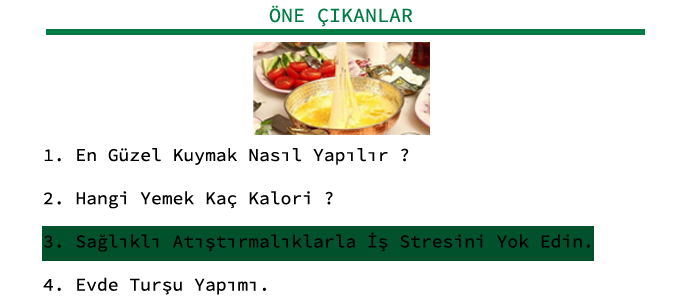 ÖNE ÇIKANLAR
1. En Güzel Kuymak Nasıl Yapılır ?
2. Hangi Yemek Kaç Kalori ?
3. Sağlıklı Atıştırmalıklarla İş Stresini Yok Edin.
4. Evde Turşu Yapımı.